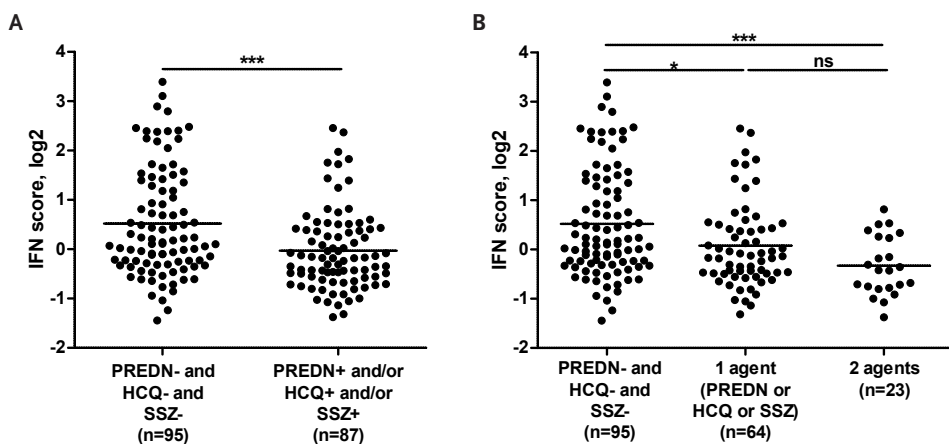 A
IFN score, log2
4
3
2
1
0
-1
-2
***
PREDN- and
HCQ- and
SSZ-
(n=95)
PREDN+ and/or
HCQ+ and/or
SSZ+
(n=87)
B
IFN score, log2
4
3
2
1
0
-1
-2
***
*
ns
PREDN- and
HCQ- and
SSZ-
(n=95)
1 agent
(PREDN or
HCQ or SSZ)
(n=64)
2 agents
(n=23)